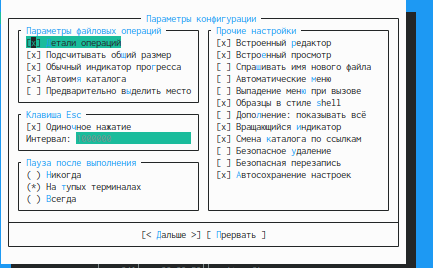 Параметры конфигурации
Параметры файловых операций
[x] етали операций
[x] Подсчитывать общий размер
[x] Обычный индикатор прогресса
[x] Автоимя каталога
[ ] Предварительно выделить место
Клавиша Esc
[x] Одиночное нажатие
Интервал:
Пауза после выполнения
( ) Никогда
(*) На тупых терминалах
( ) Всегда
Прочие настройки
[x] Встроенный редактор
[x] Встроенный просмотр
[ ] Спрашивать имя нового файла
[ ] Автоматические меню
[ ] Выпадение меню при вызове
[x] Образцы в стиле shell
[ ] Дополнение: показывать всё
[x] Вращающийся индикатор
[x] Смена каталога по ссылкам
[ ] Безопасное удаление
[ ] Безопасная перезапись
[x] Автосохранение настроек
[< Дальше >] [ Прервать ]